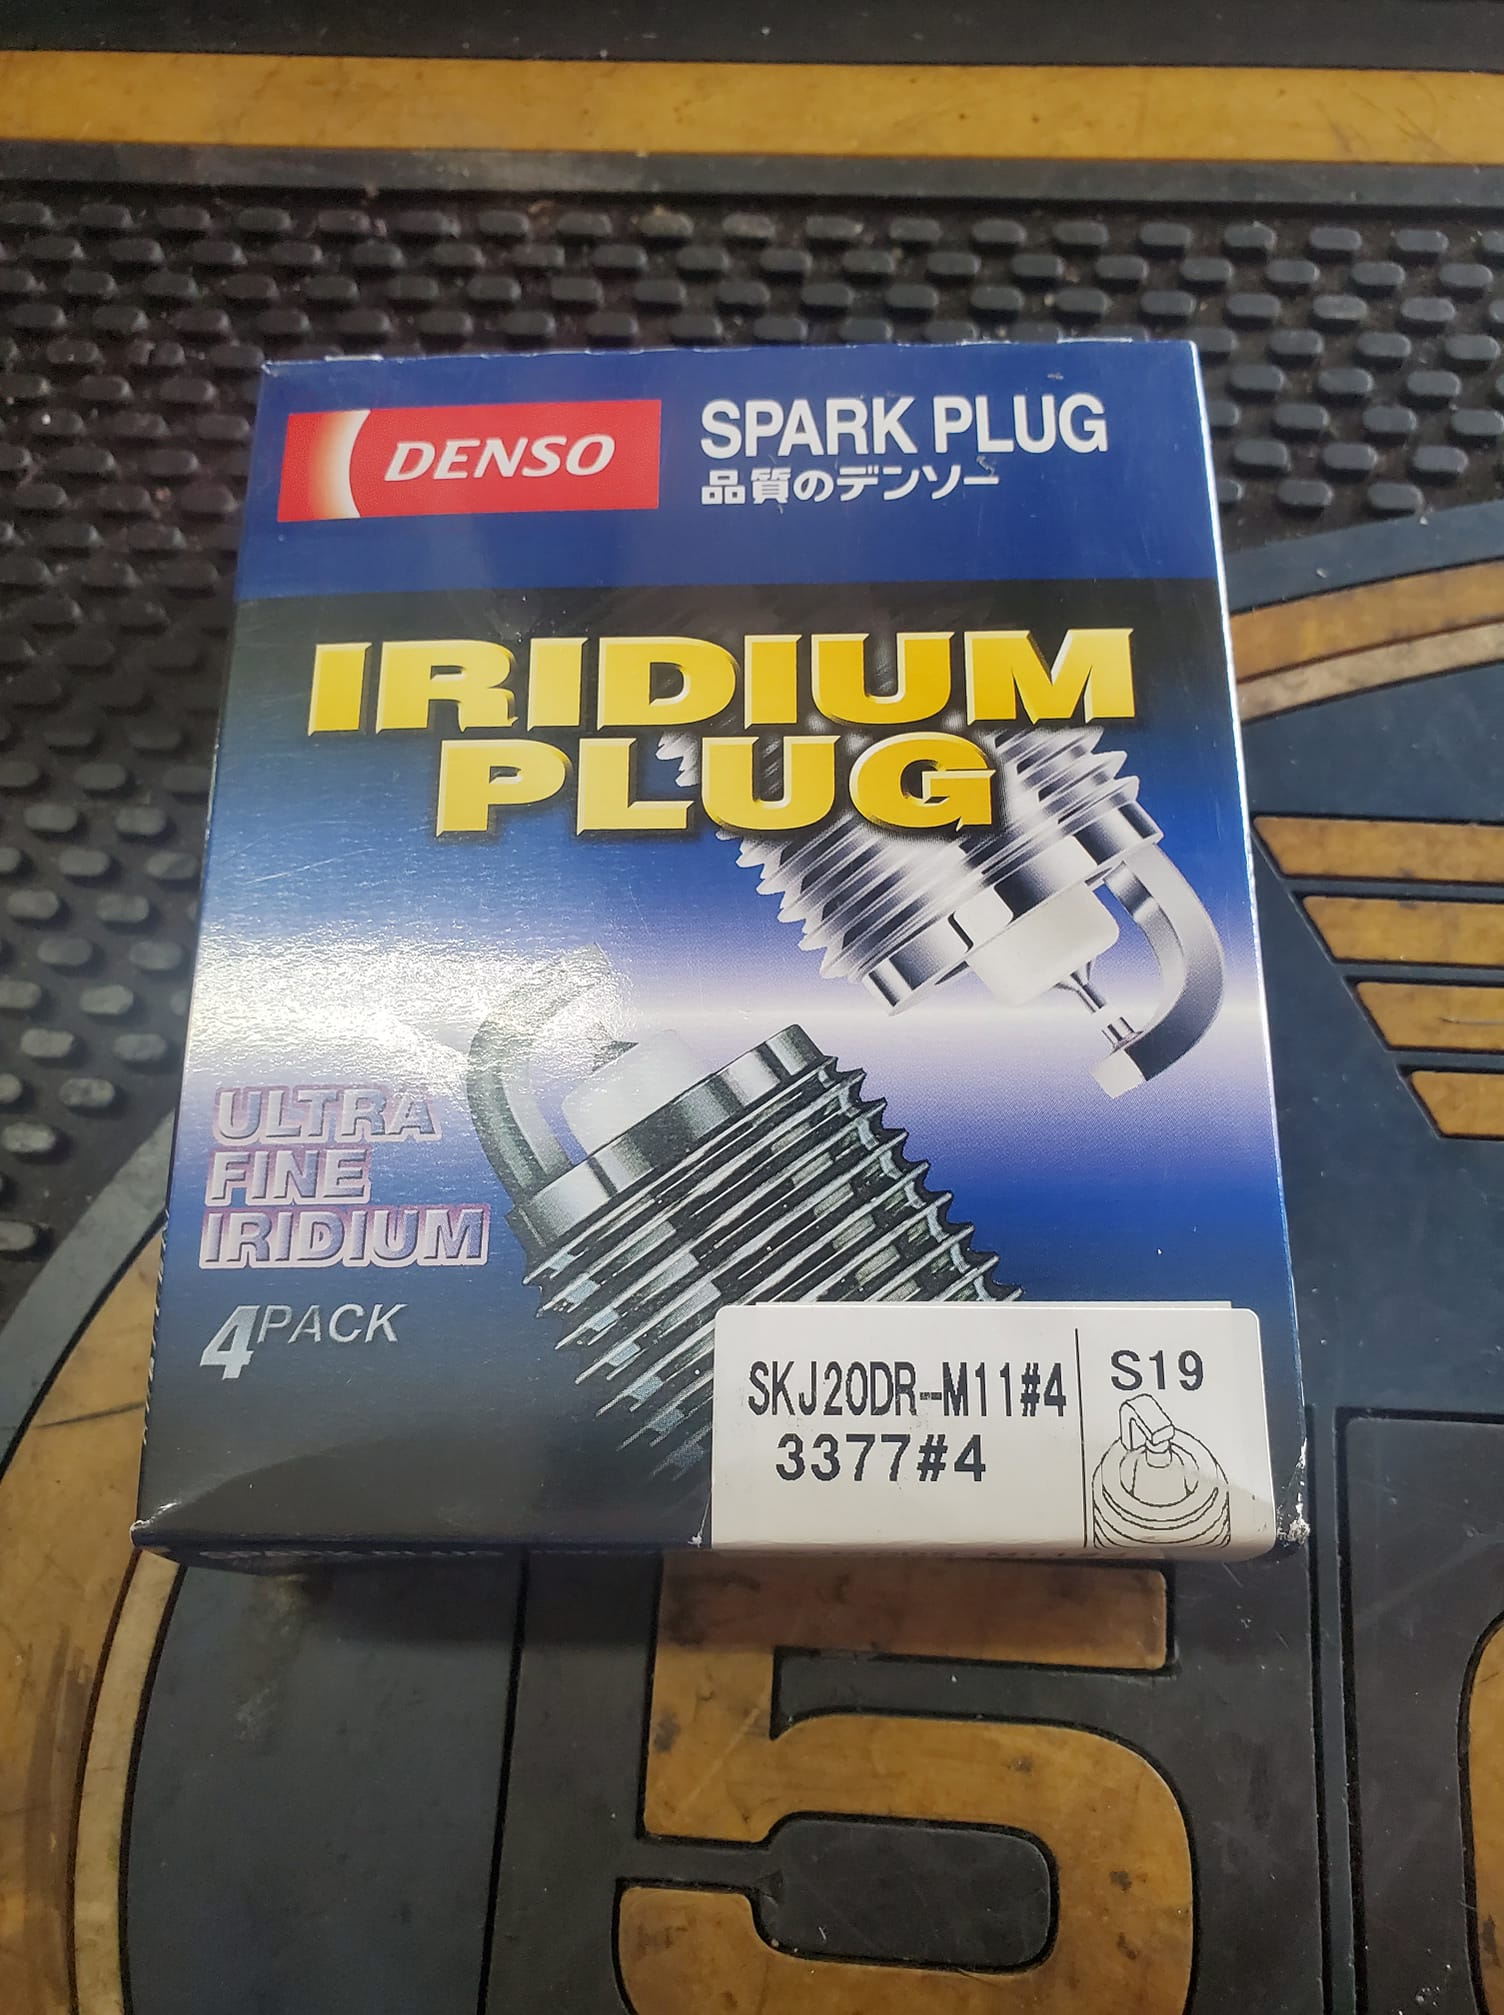 DENSO
SPARK PLUG
品質のデンソー
IRIDIUM
PLUG
ULTRA
FINE
IRIDIUM
4PACK
SKJ20DR-M11#4
3377#4
S19
5